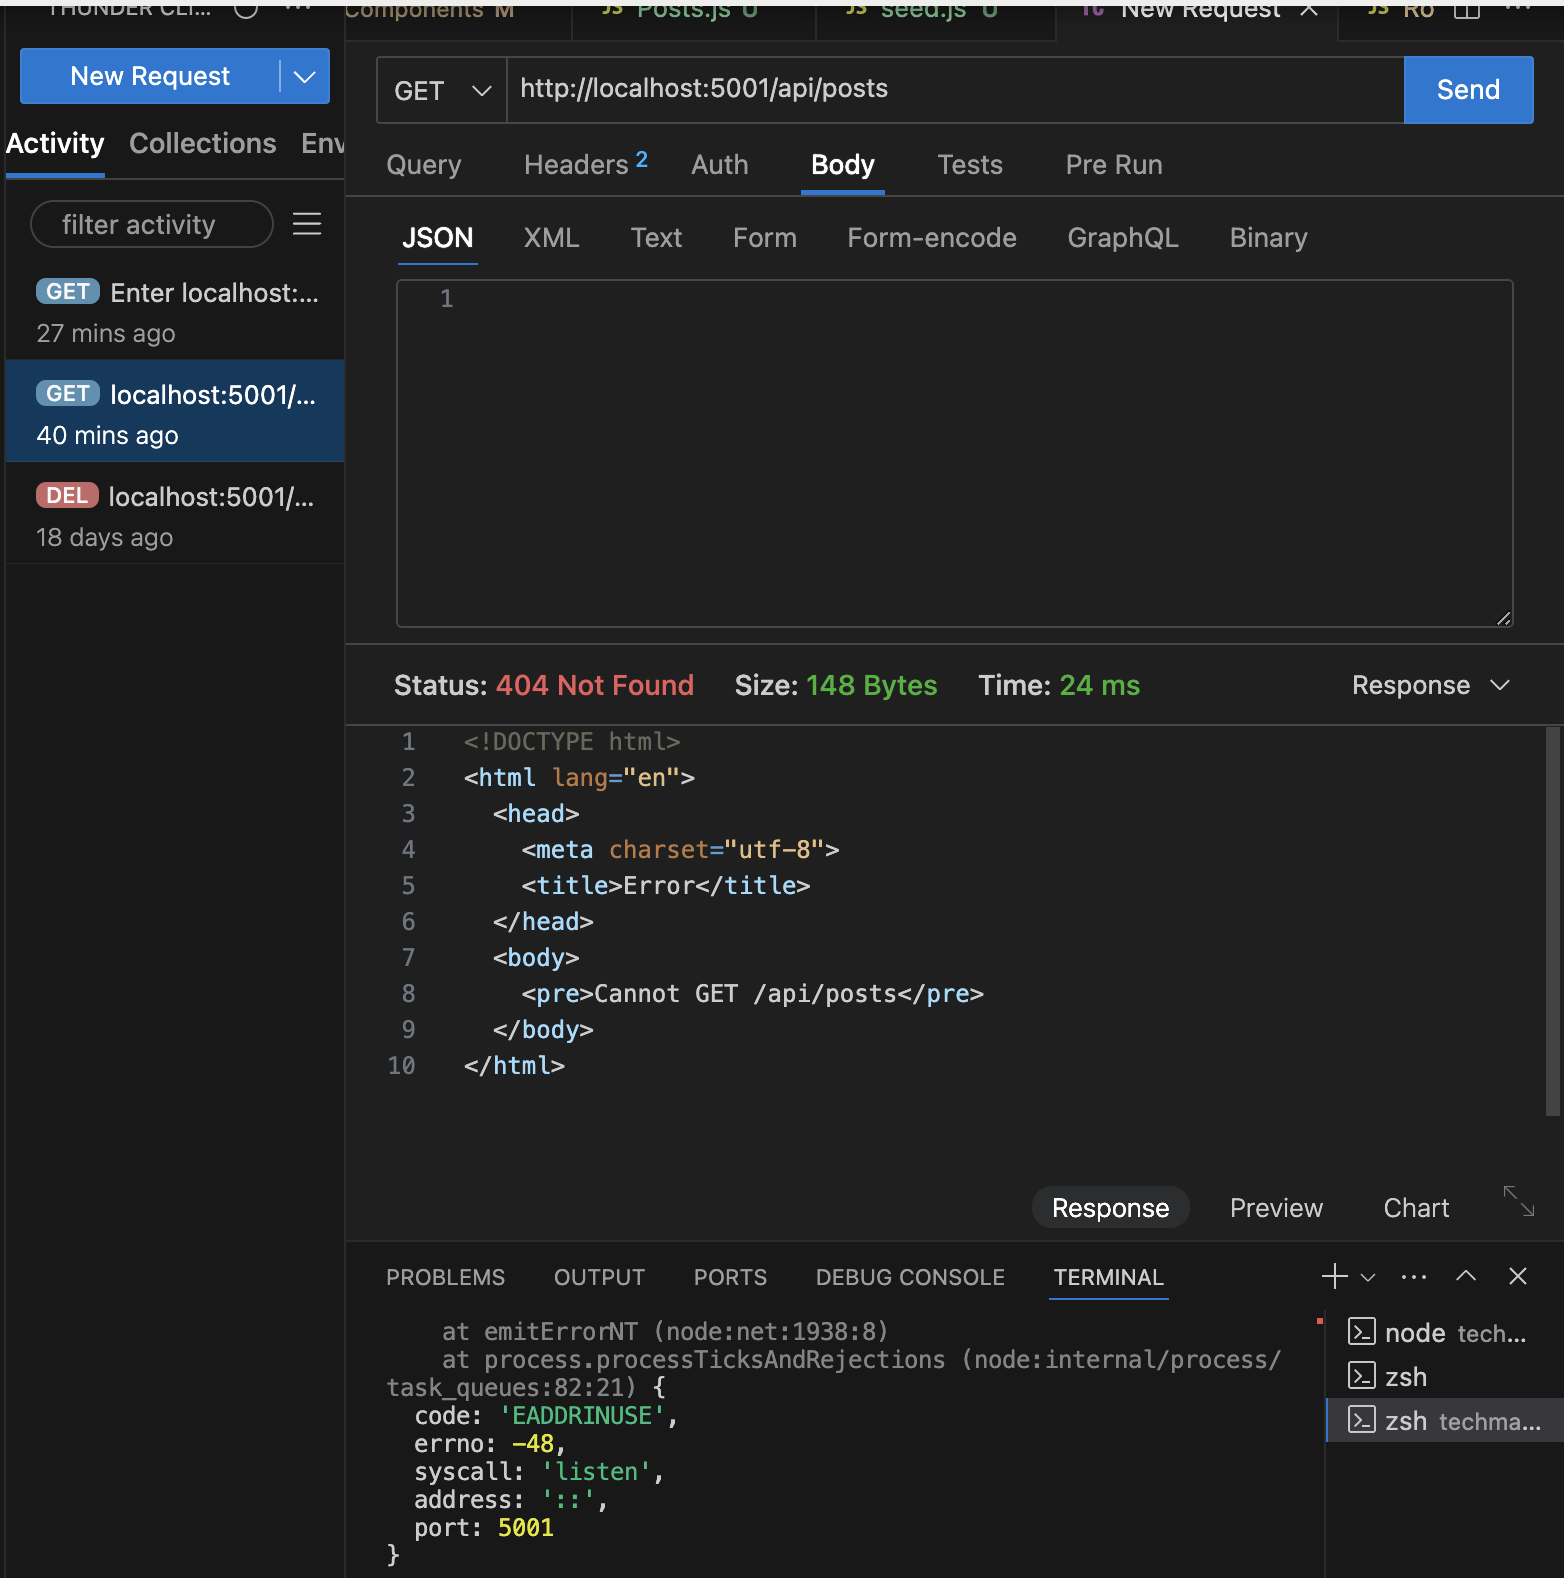 THUNDER CLI... ...
Components M
JS Posts.js U
JS seed.js U
TC New Request
JS Ro
New Request
GET
http://localhost:5001/api/posts
Send
Activity Collections Env
Query Headers 2 Auth Body Tests Pre Run
filter activity
JSON XML Text Form Form-encode GraphQL Binary
1
GET Enter localhost:...
27 mins ago
GET localhost:5001/...
40 mins ago
DEL localhost:5001/...
18 days ago
Status: 404 Not Found Size: 148 Bytes Time: 24 ms Response
1 <!DOCTYPE html>
2 <html lang="en">
3 <head>
4 <meta charset="utf-8">
5 <title>Error</title>
6 </head>
7 <body>
8 <pre>Cannot GET /api/posts</pre>
9 </body>
10 </html>
Response Preview Chart
PROBLEMS OUTPUT PORTS DEBUG CONSOLE TERMINAL
at emitErrorNT (node:net:1938:8)
at process.processTicksAndRejections (node:internal/process/
task_queues:82:21) {
code: 'EADDRINUSE',
errno: -48,
syscall: 'listen',
address: '::',
port: 5001
}
node tech...
zsh
zsh techma...